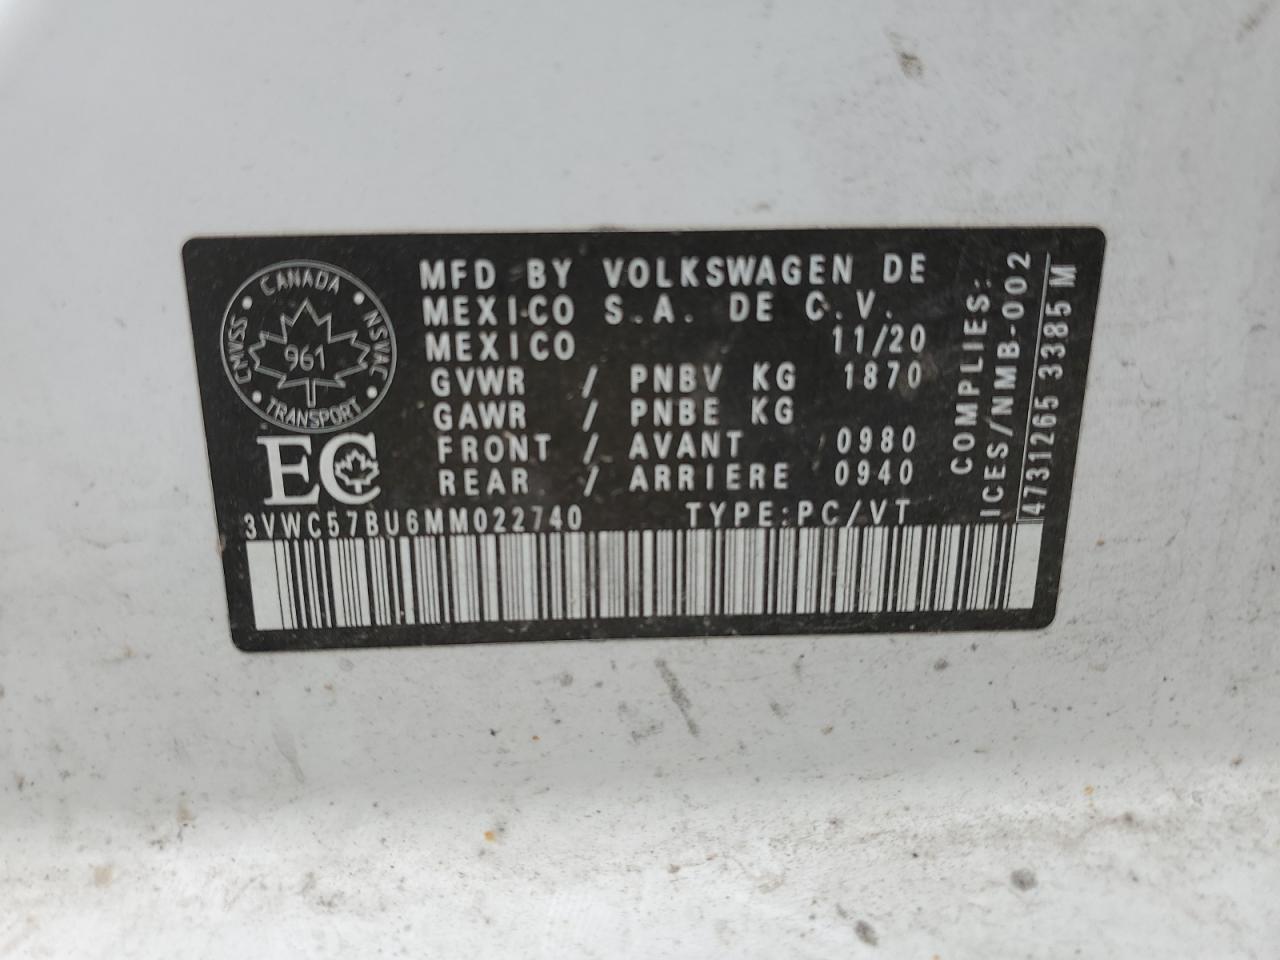 CANADA
CMVSS
NSVAC
961
TRANSPORT
EC
MFD BY VOLKSWAGEN DE
MEXICO S.A. DE C.V.
MEXICO 11/20
GVWR / PNBV KG 1870
GAWR / PNBE KG
FRONT / AVANT 0980
REAR / ARRIERE 0940
3VWC57BU6MM022740 TYPE:PC/VT
COMPLIES:
ICES/NMB-002
4731265 3385 M